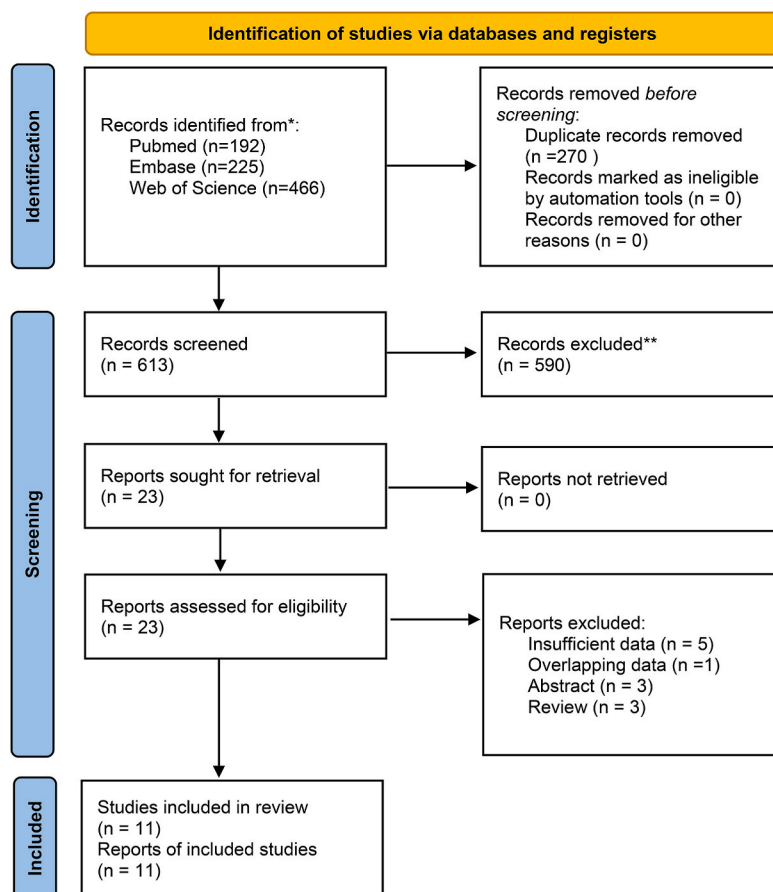 Identification of studies via databases and registers
Identification
Records identified from*:
Pubmed (n=192)
Embase (n=225)
Web of Science (n=466)
Records removed before
screening:
Duplicate records removed
(n =270 )
Records marked as ineligible
by automation tools (n = 0)
Records removed for other
reasons (n = 0)
Screening
Records screened
(n = 613)
Records excluded**
(n = 590)
Reports sought for retrieval
(n = 23)
Reports not retrieved
(n = 0)
Reports assessed for eligibility
(n = 23)
Reports excluded:
Insufficient data (n = 5)
Overlapping data (n =1)
Abstract (n = 3)
Review (n = 3)
Included
Studies included in review
(n = 11)
Reports of included studies
(n = 11)